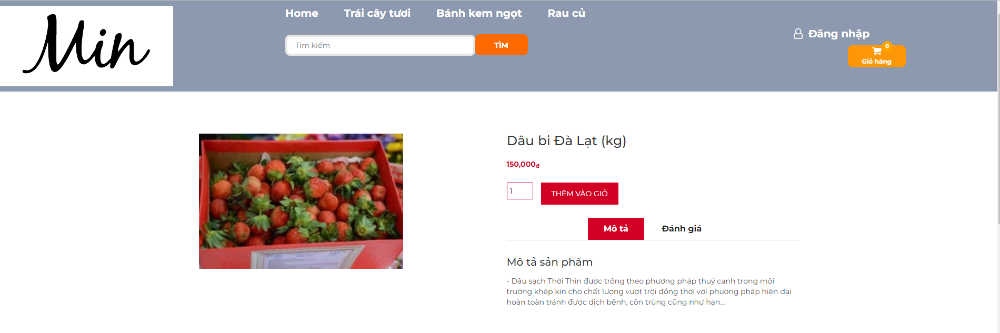 Min
Home Trái cây tươi Bánh kem ngọt Rau củ
Tìm kiếm TÌM
Đăng nhập
0
Giỏ hàng
Dâu bi Đà Lạt (kg)
150,000đ
1 THÊM VÀO GIỎ
Mô tả Đánh giá
Mô tả sản phẩm
- Dâu sạch Thời Thìn được trồng theo phương pháp thuỷ canh trong môi
trường khép kín cho chất lượng vượt trội đồng thời với phương pháp hiện đại
hoàn toàn tránh được dịch bệnh, côn trùng cũng như hạn...